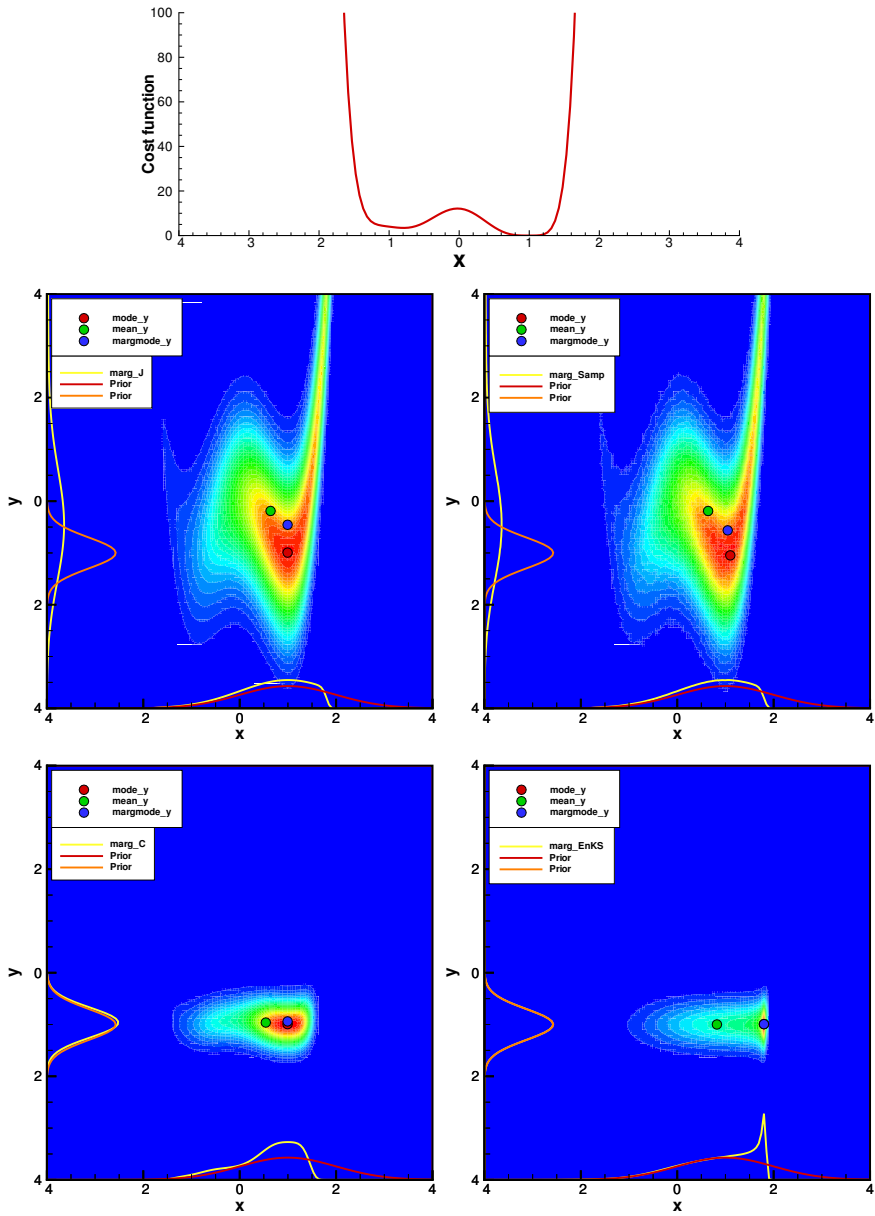 100
80
60
40
20
0
Cost function
4 3 2 1 0 1 2 3 4
x
4
2
0
2
4
y
mode_y
mean_y
margmode_y
marg_J
Prior
Prior
4 2 0 2 4
x
4
2
0
2
4
y
mode_y
mean_y
margmode_y
marg_Samp
Prior
Prior
4 2 0 2 4
x
4
2
0
2
4
y
mode_y
mean_y
margmode_y
marg_C
Prior
Prior
4 2 0 2 4
x
4
2
0
2
4
y
mode_y
mean_y
margmode_y
marg_EnKS
Prior
Prior
4 2 0 2 4
x